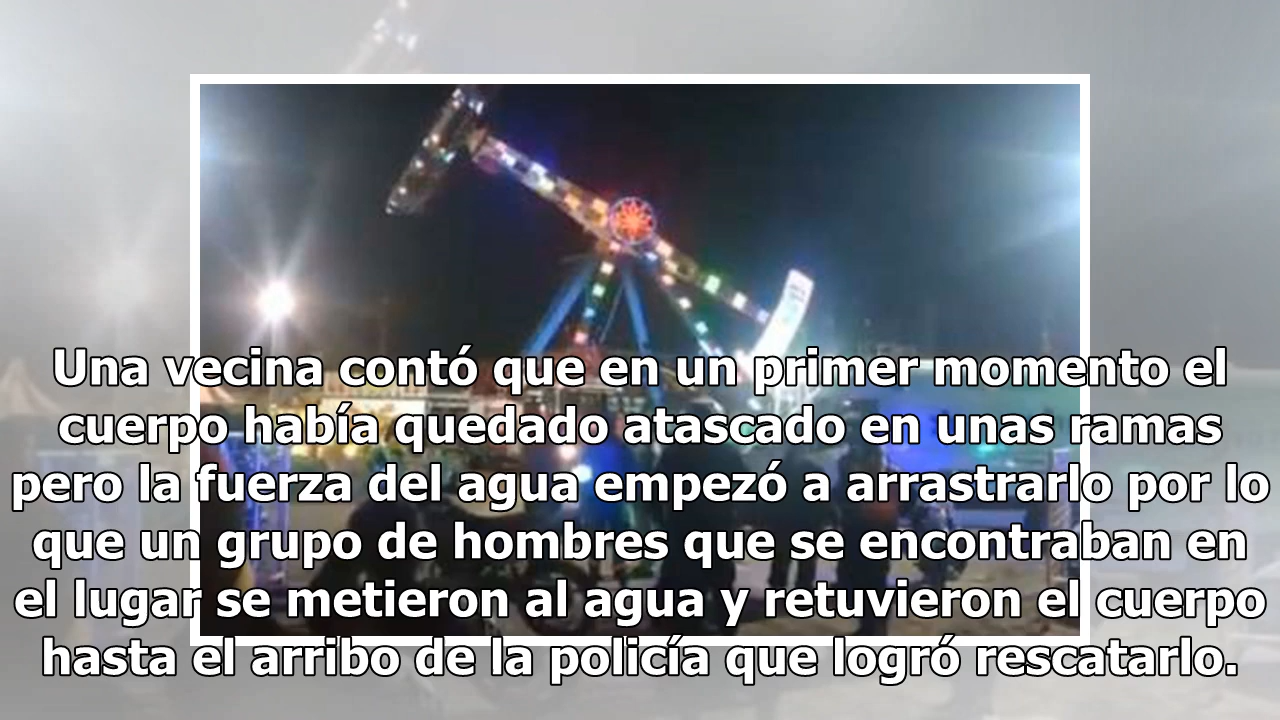 Una vecina contó que en un primer momento el
cuerpo había quedado atascado en unas ramas
pero la fuerza del agua empezó a arrastrarlo por lo
que un grupo de hombres que se encontraban en
el lugar se metieron al agua y retuvieron el cuerpo
hasta el arribo de la policía que logró rescatarlo.